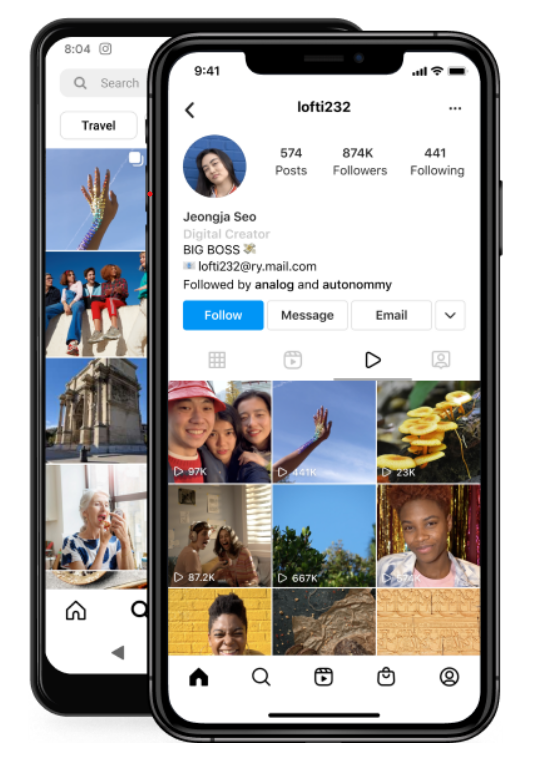 8:04
Search
Travel
9:41
lofti232
574
Posts
874K
Followers
441
Following
Jeongja Seo
Digital Creator
BIG BOSS
lofti232@ry.mail.com
Followed by analog and autonommy
Follow
Message
Email
97K
441K
23K
87.2K
667K